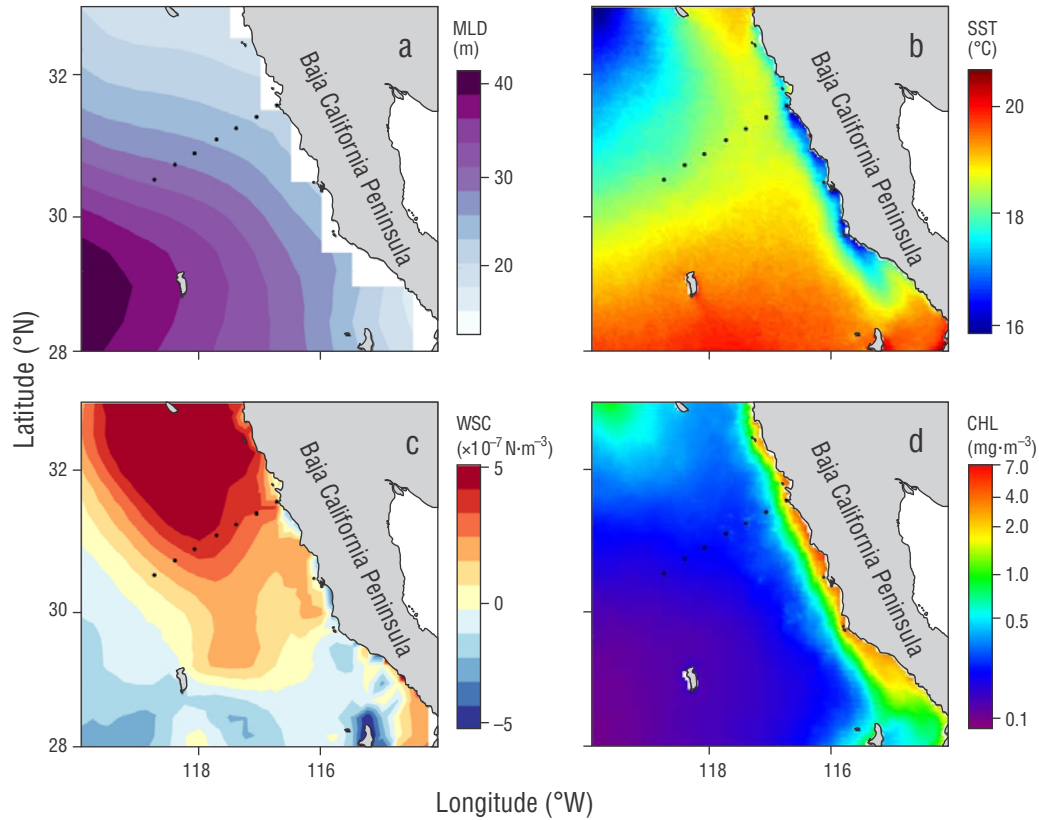 a
MLD
(m)
40
30
20
32
30
28
118
116
Baja California Peninsula
b
SST
(°C)
20
18
16
Baja California Peninsula
Latitude (°N)
c
WSC
(×10⁻⁷ N·m⁻³)
5
0
–5
32
30
28
118
116
Baja California Peninsula
d
CHL
(mg·m⁻³)
7.0
4.0
2.0
1.0
0.5
0.1
118
116
Baja California Peninsula
Longitude (°W)